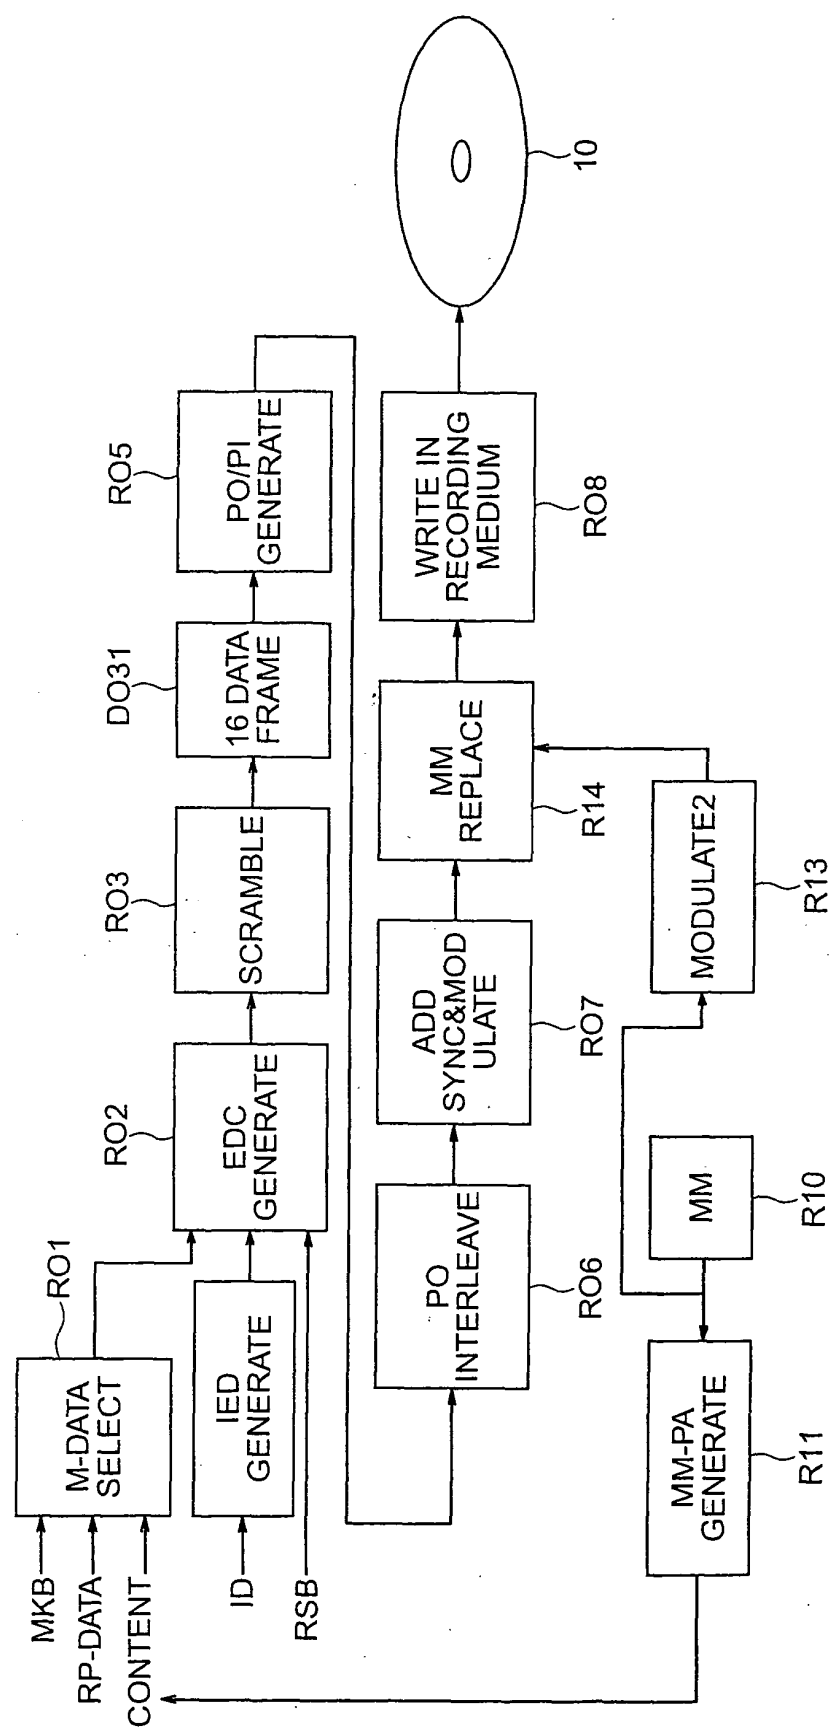 MKB
RP-DATA
CONTENT
M-DATA
SELECT
RO1
ID
IED
GENERATE
RSB
EDC
GENERATE
RO2
SCRAMBLE
RO3
16 DATA
FRAME
DO31
PO/PI
GENERATE
RO5
PO
INTERLEAVE
RO6
ADD
SYNC&MOD
ULATE
RO7
MM
REPLACE
R14
WRITE IN
RECORDING
MEDIUM
RO8
10
MM-PA
GENERATE
R11
MM
R10
MODULATE2
R13